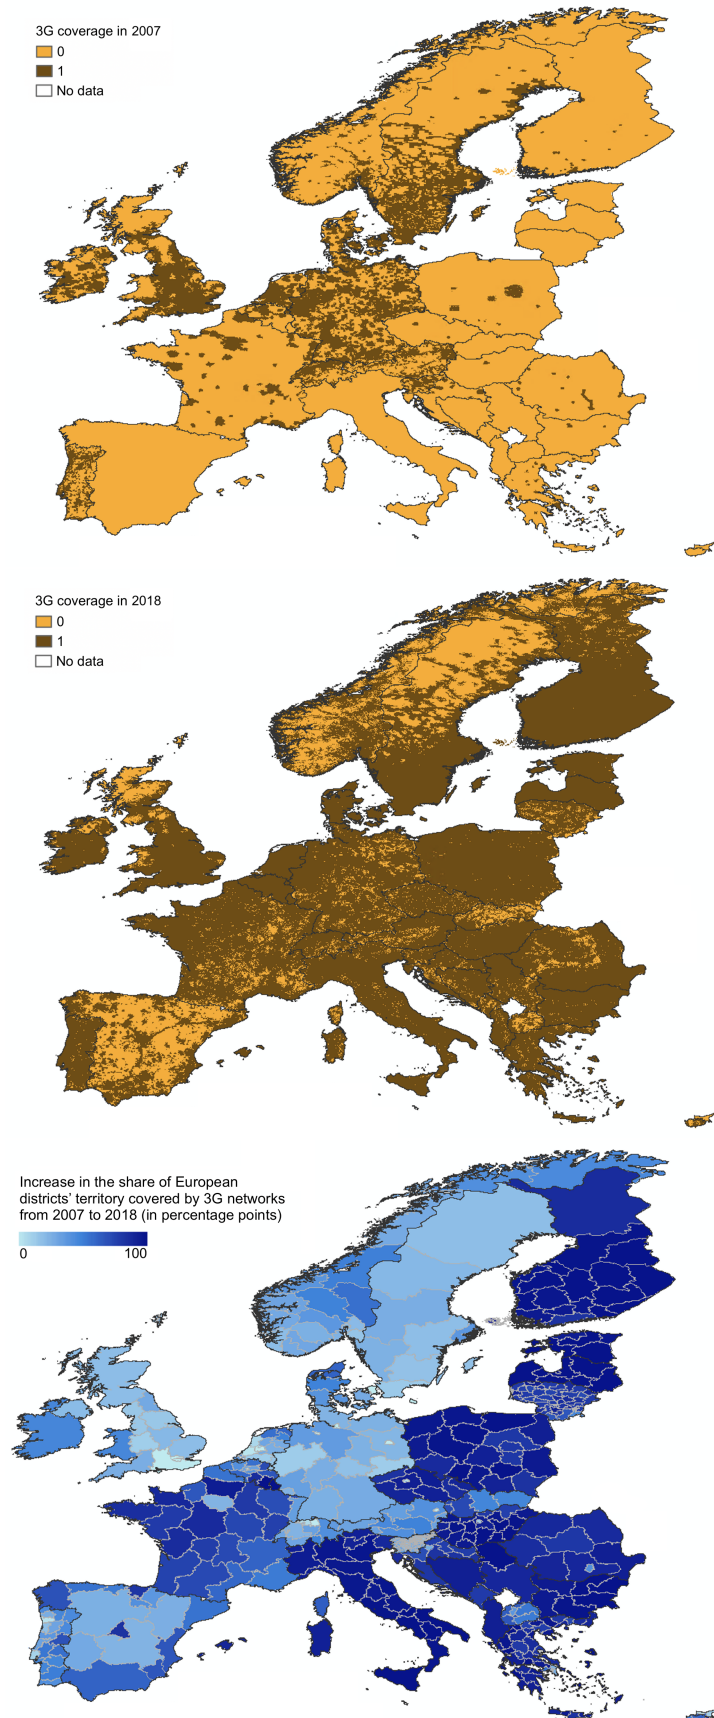 3G coverage in 2007
0
1
No data
3G coverage in 2018
0
1
No data
Increase in the share of European
districts' territory covered by 3G networks
from 2007 to 2018 (in percentage points)
0 100